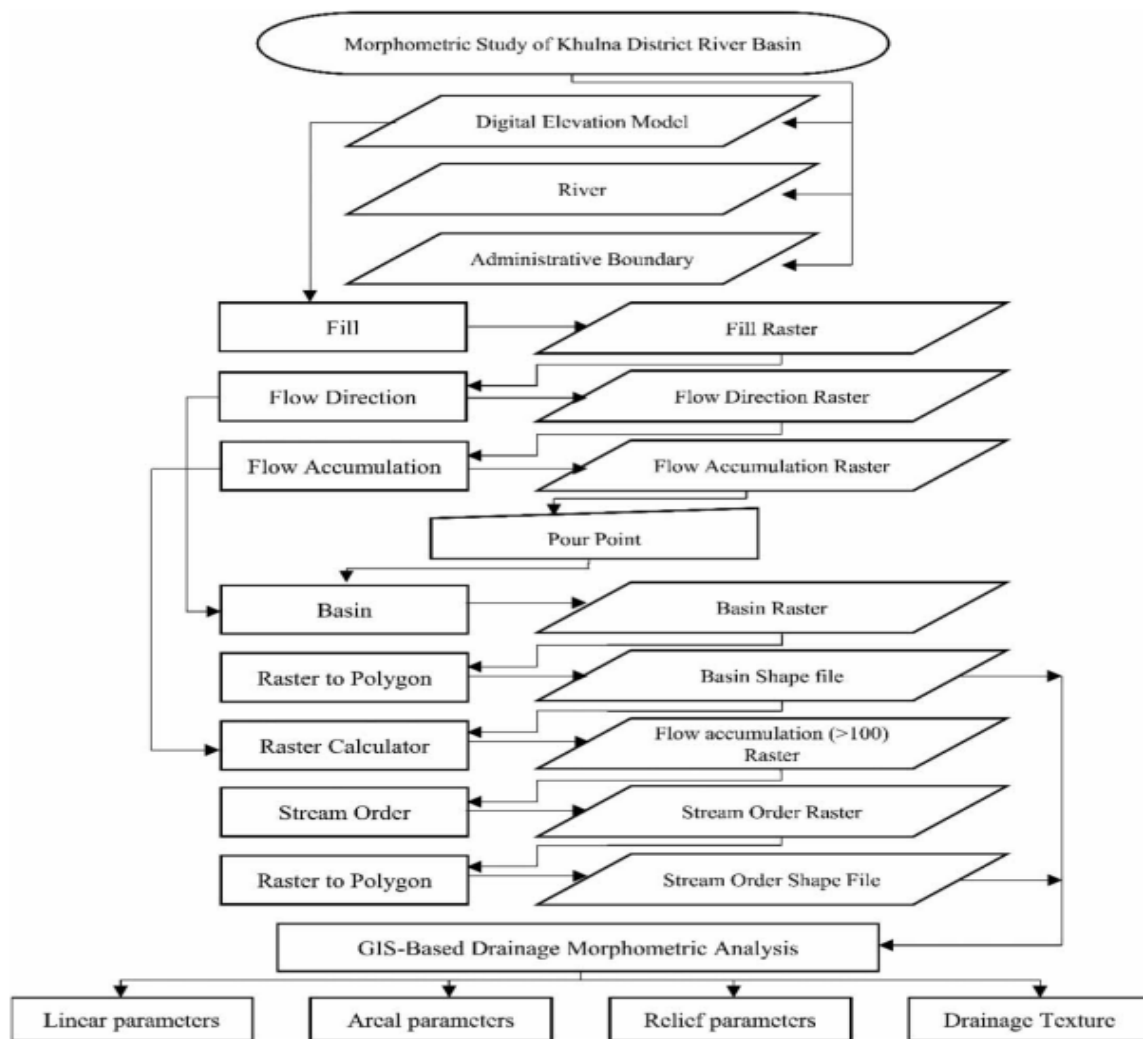 Morphometric Study of Khulna District River Basin
Digital Elevation Model
River
Administrative Boundary
Fill
Fill Raster
Flow Direction
Flow Direction Raster
Flow Accumulation
Flow Accumulation Raster
Pour Point
Basin
Basin Raster
Raster to Polygon
Basin Shape file
Raster Calculator
Flow accumulation (>100)
Raster
Stream Order
Stream Order Raster
Raster to Polygon
Stream Order Shape File
GIS-Based Drainage Morphometric Analysis
Linear parameters
Areal parameters
Relief parameters
Drainage Texture